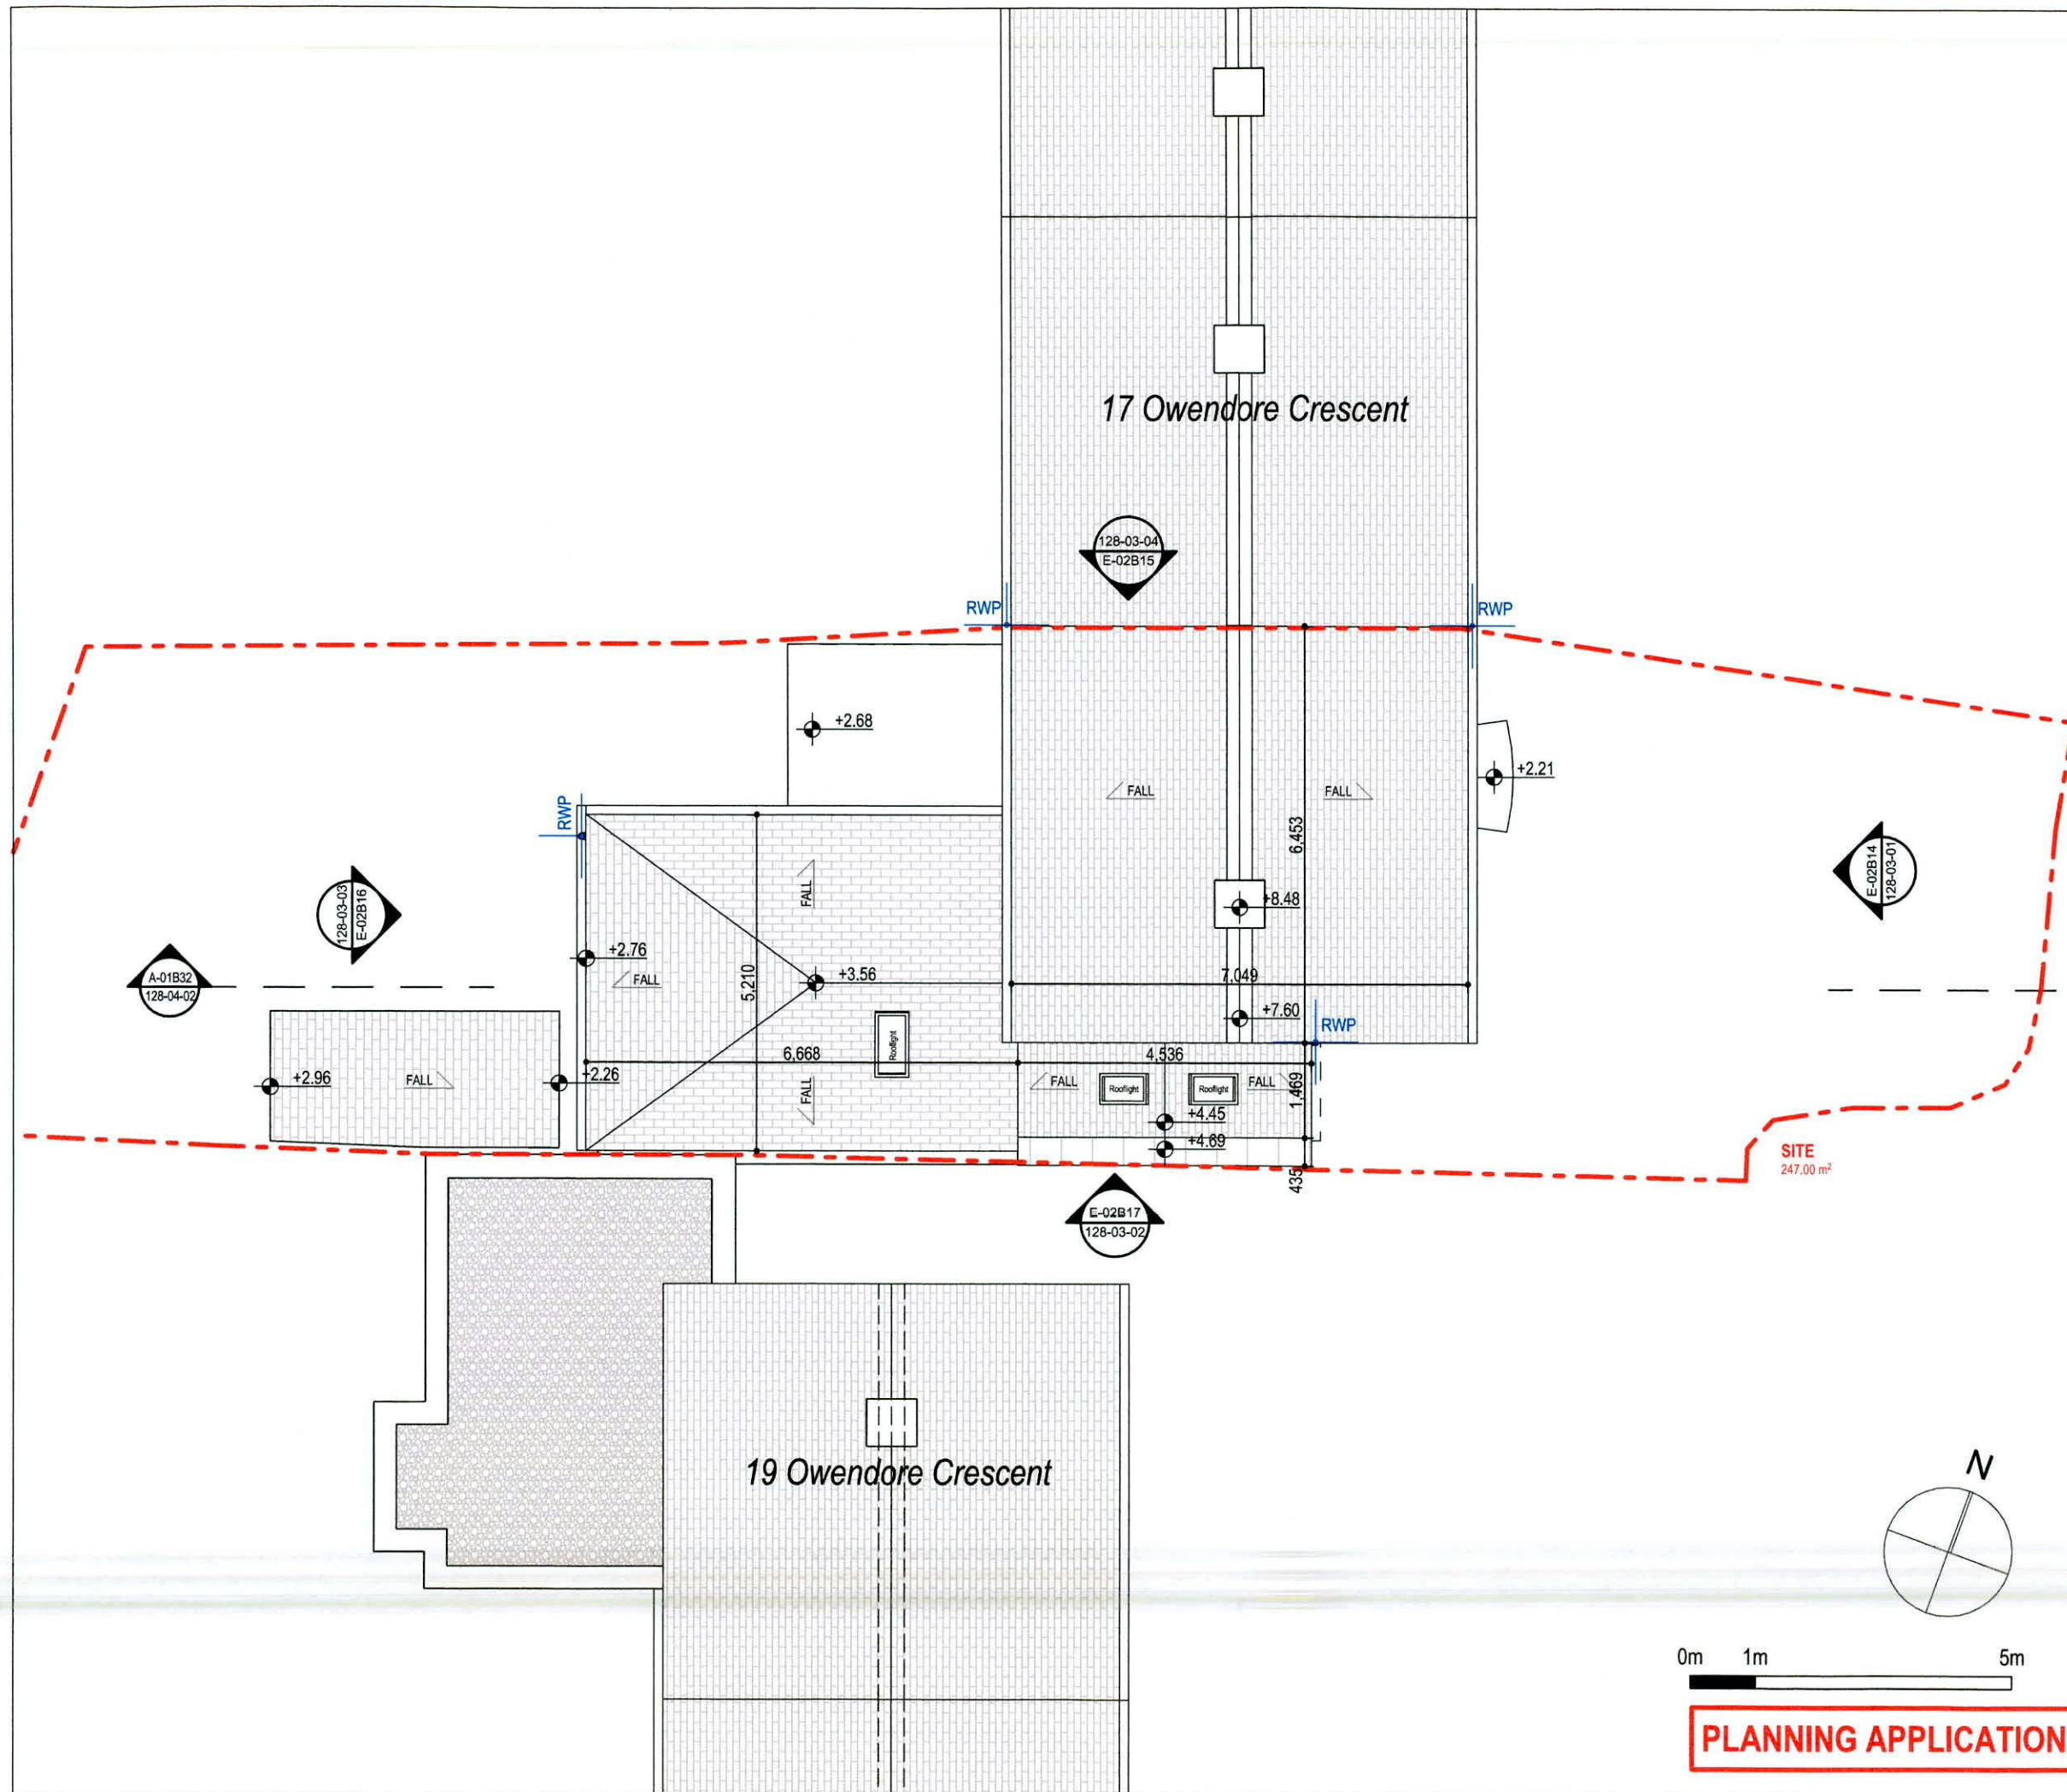 17 Owendore Crescent
128-03-04
E-02B15
RWP
RWP
+2.68
+2.21
FALL
FALL
6,453
RWP
FALL
E-02B14
128-03-01
128-03-03
E-02B16
+8.48
+2.76
A-01B32
128-04-02
FALL
5,210
+3.56
7,049
+7.60
RWP
Rooflight
6,668
4,536
+2.96
FALL
+2.26
FALL
FALL
Rooflight
Rooflight
FALL
1,469
+4.45
+4.69
435
SITE
247.00 m²
E-02B17
128-03-02
19 Owendore Crescent
N
0m 1m 5m
PLANNING APPLICATION